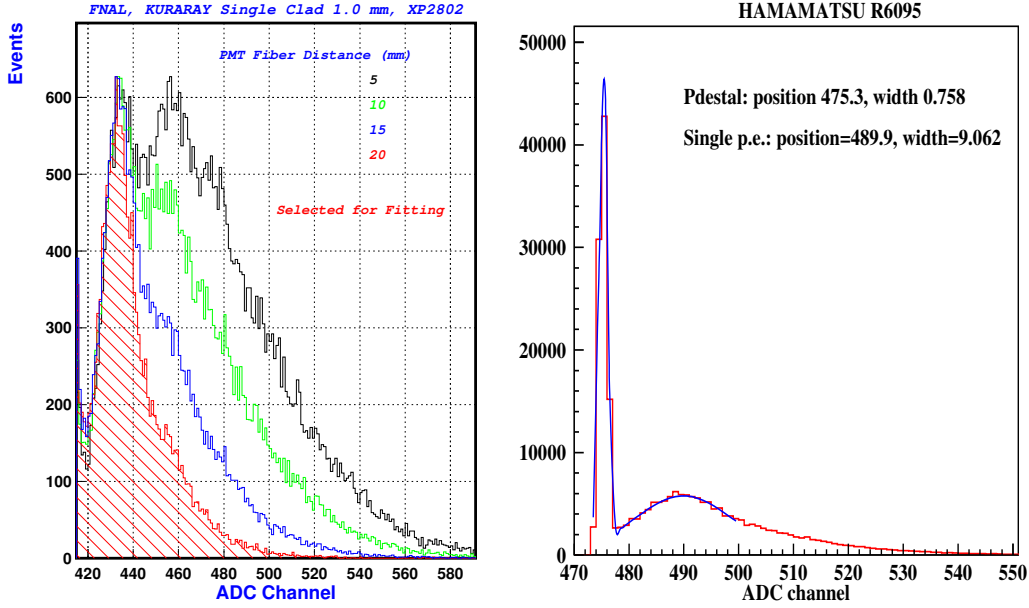 FNAL, KURARAY Single Clad 1.0 mm, XP2802
Events
PMT Fiber Distance (mm)
5
10
15
20
Selected for Fitting
600
500
400
300
200
100
0
420 440 460 480 500 520 540 560 580
ADC Channel
HAMAMATSU R6095
Pdestal: position 475.3, width 0.758
Single p.e.: position=489.9, width=9.062
50000
40000
30000
20000
10000
0
470 480 490 500 510 520 530 540 550
ADC channel